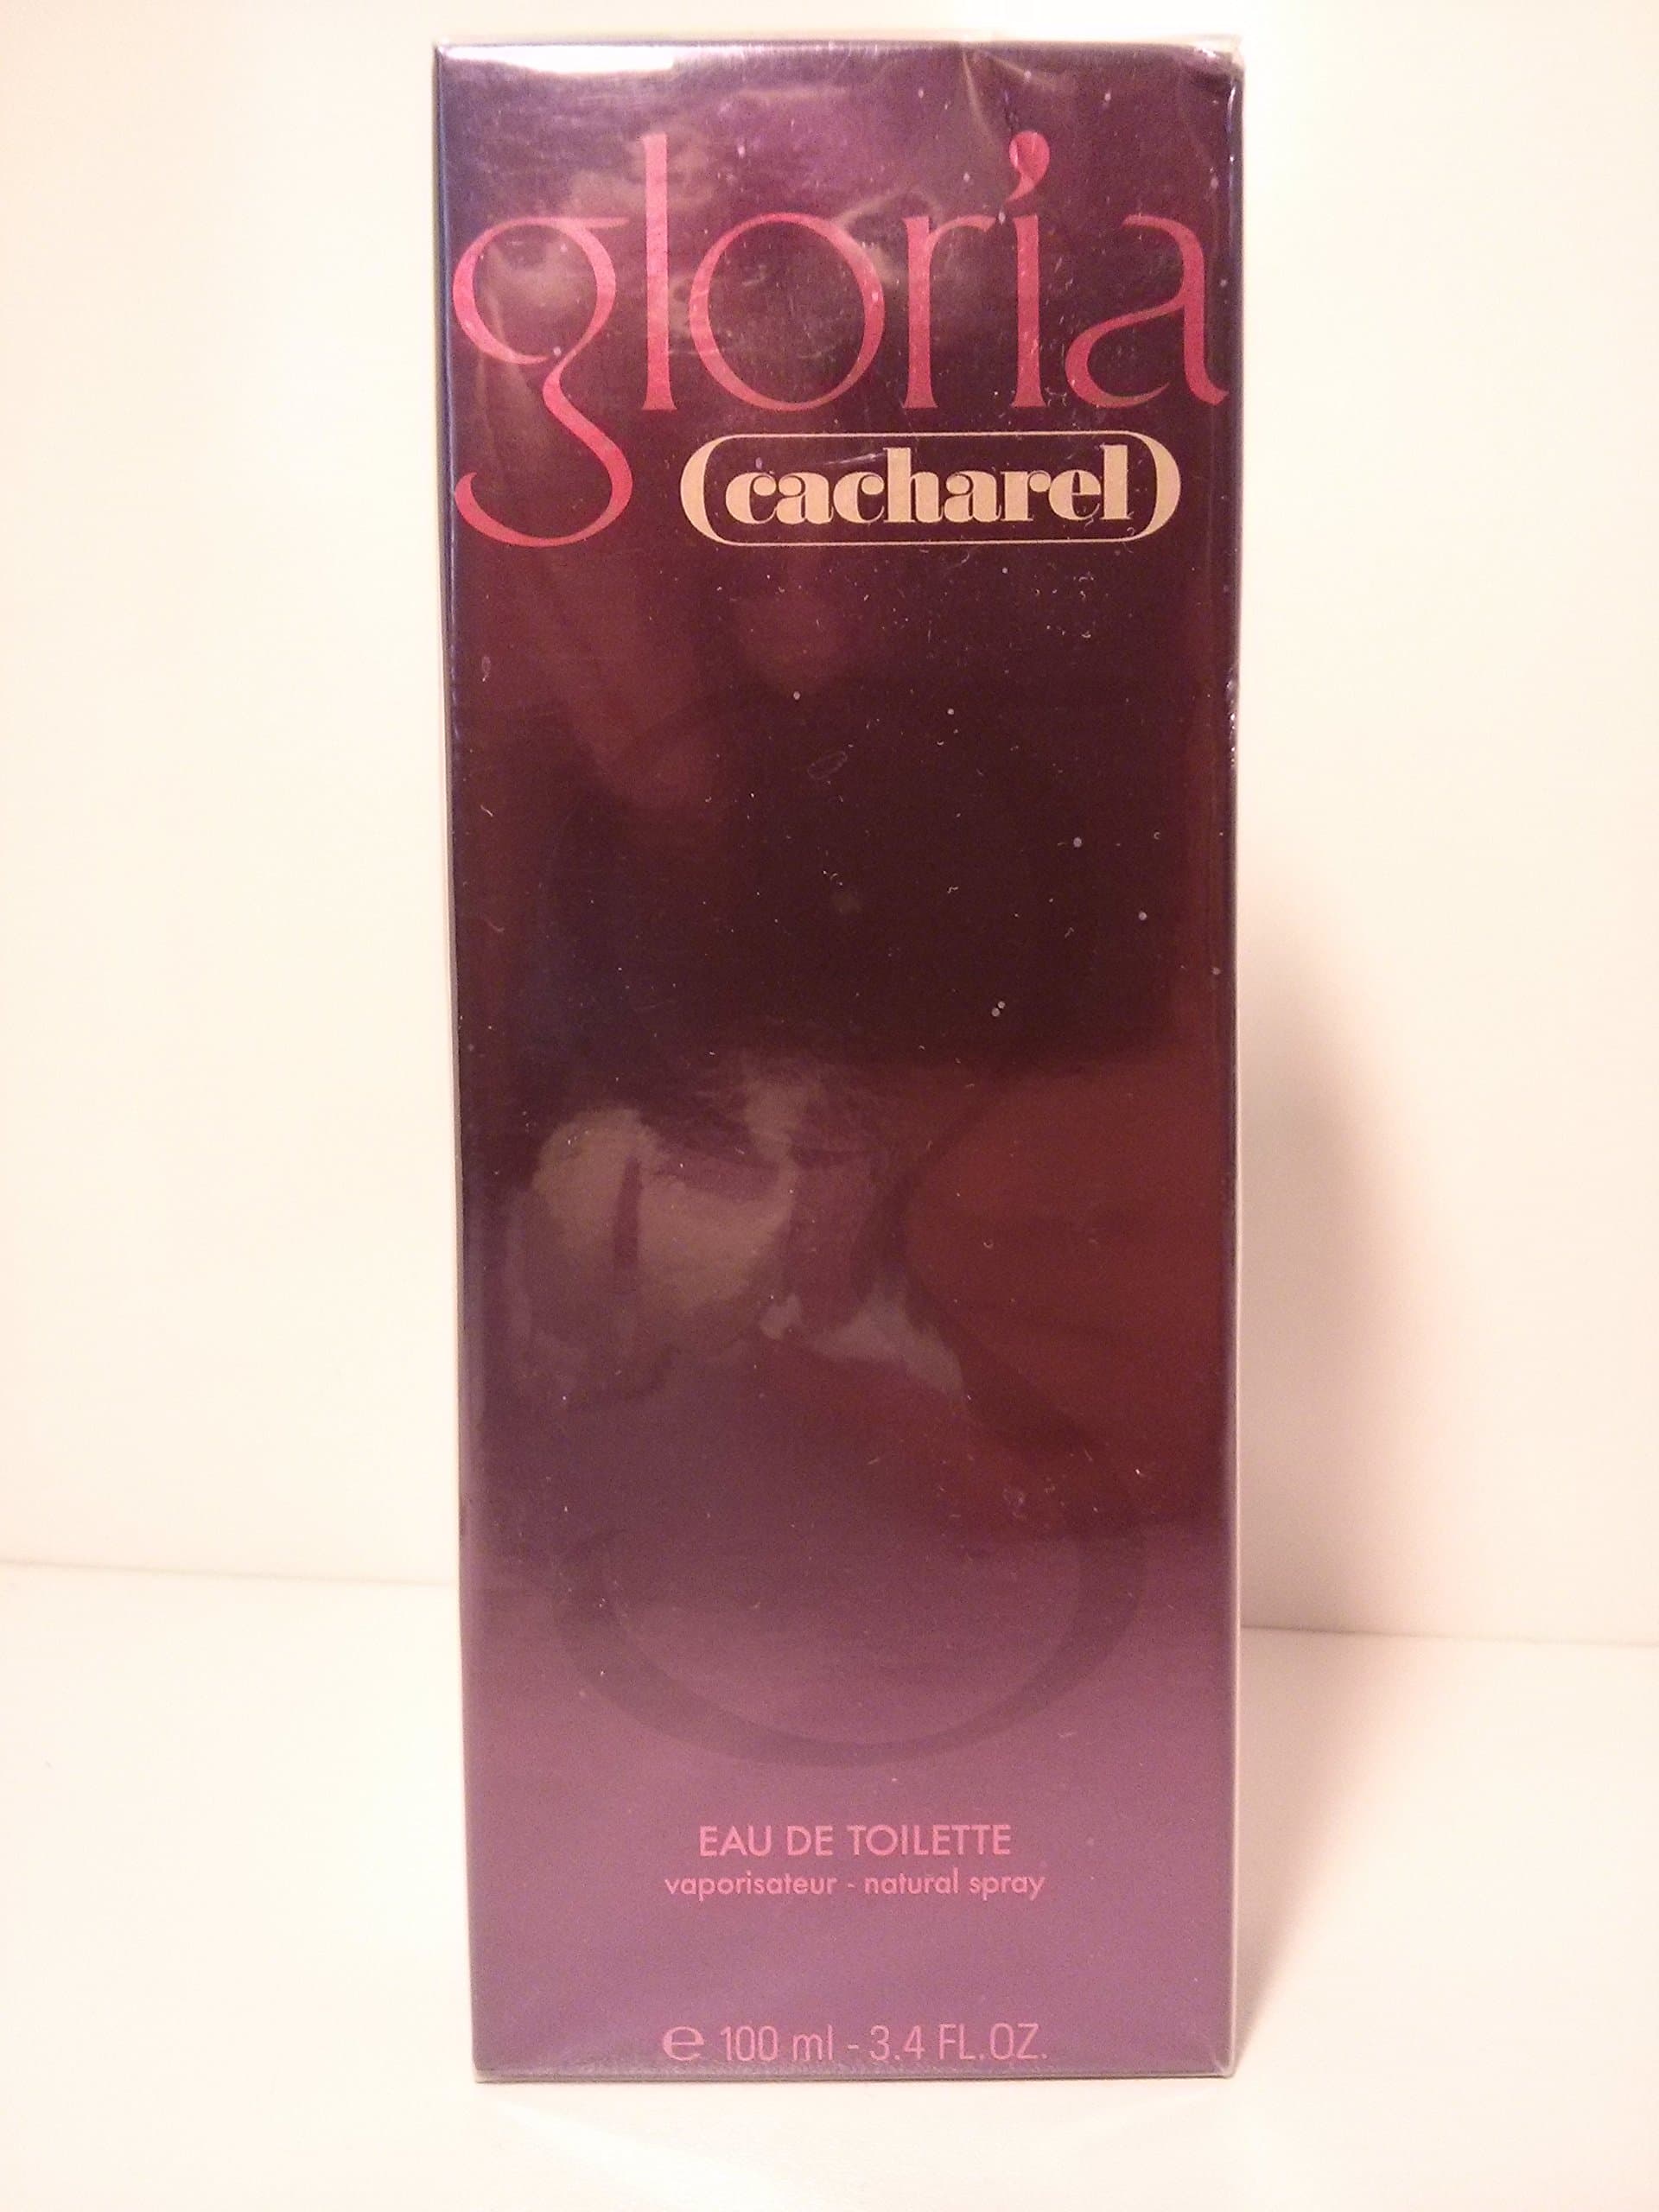 gloria
cacharel
EAU DE TOILETTE
vaporisateur - natural spray
℮ 100 ml - 3.4 FL.OZ.